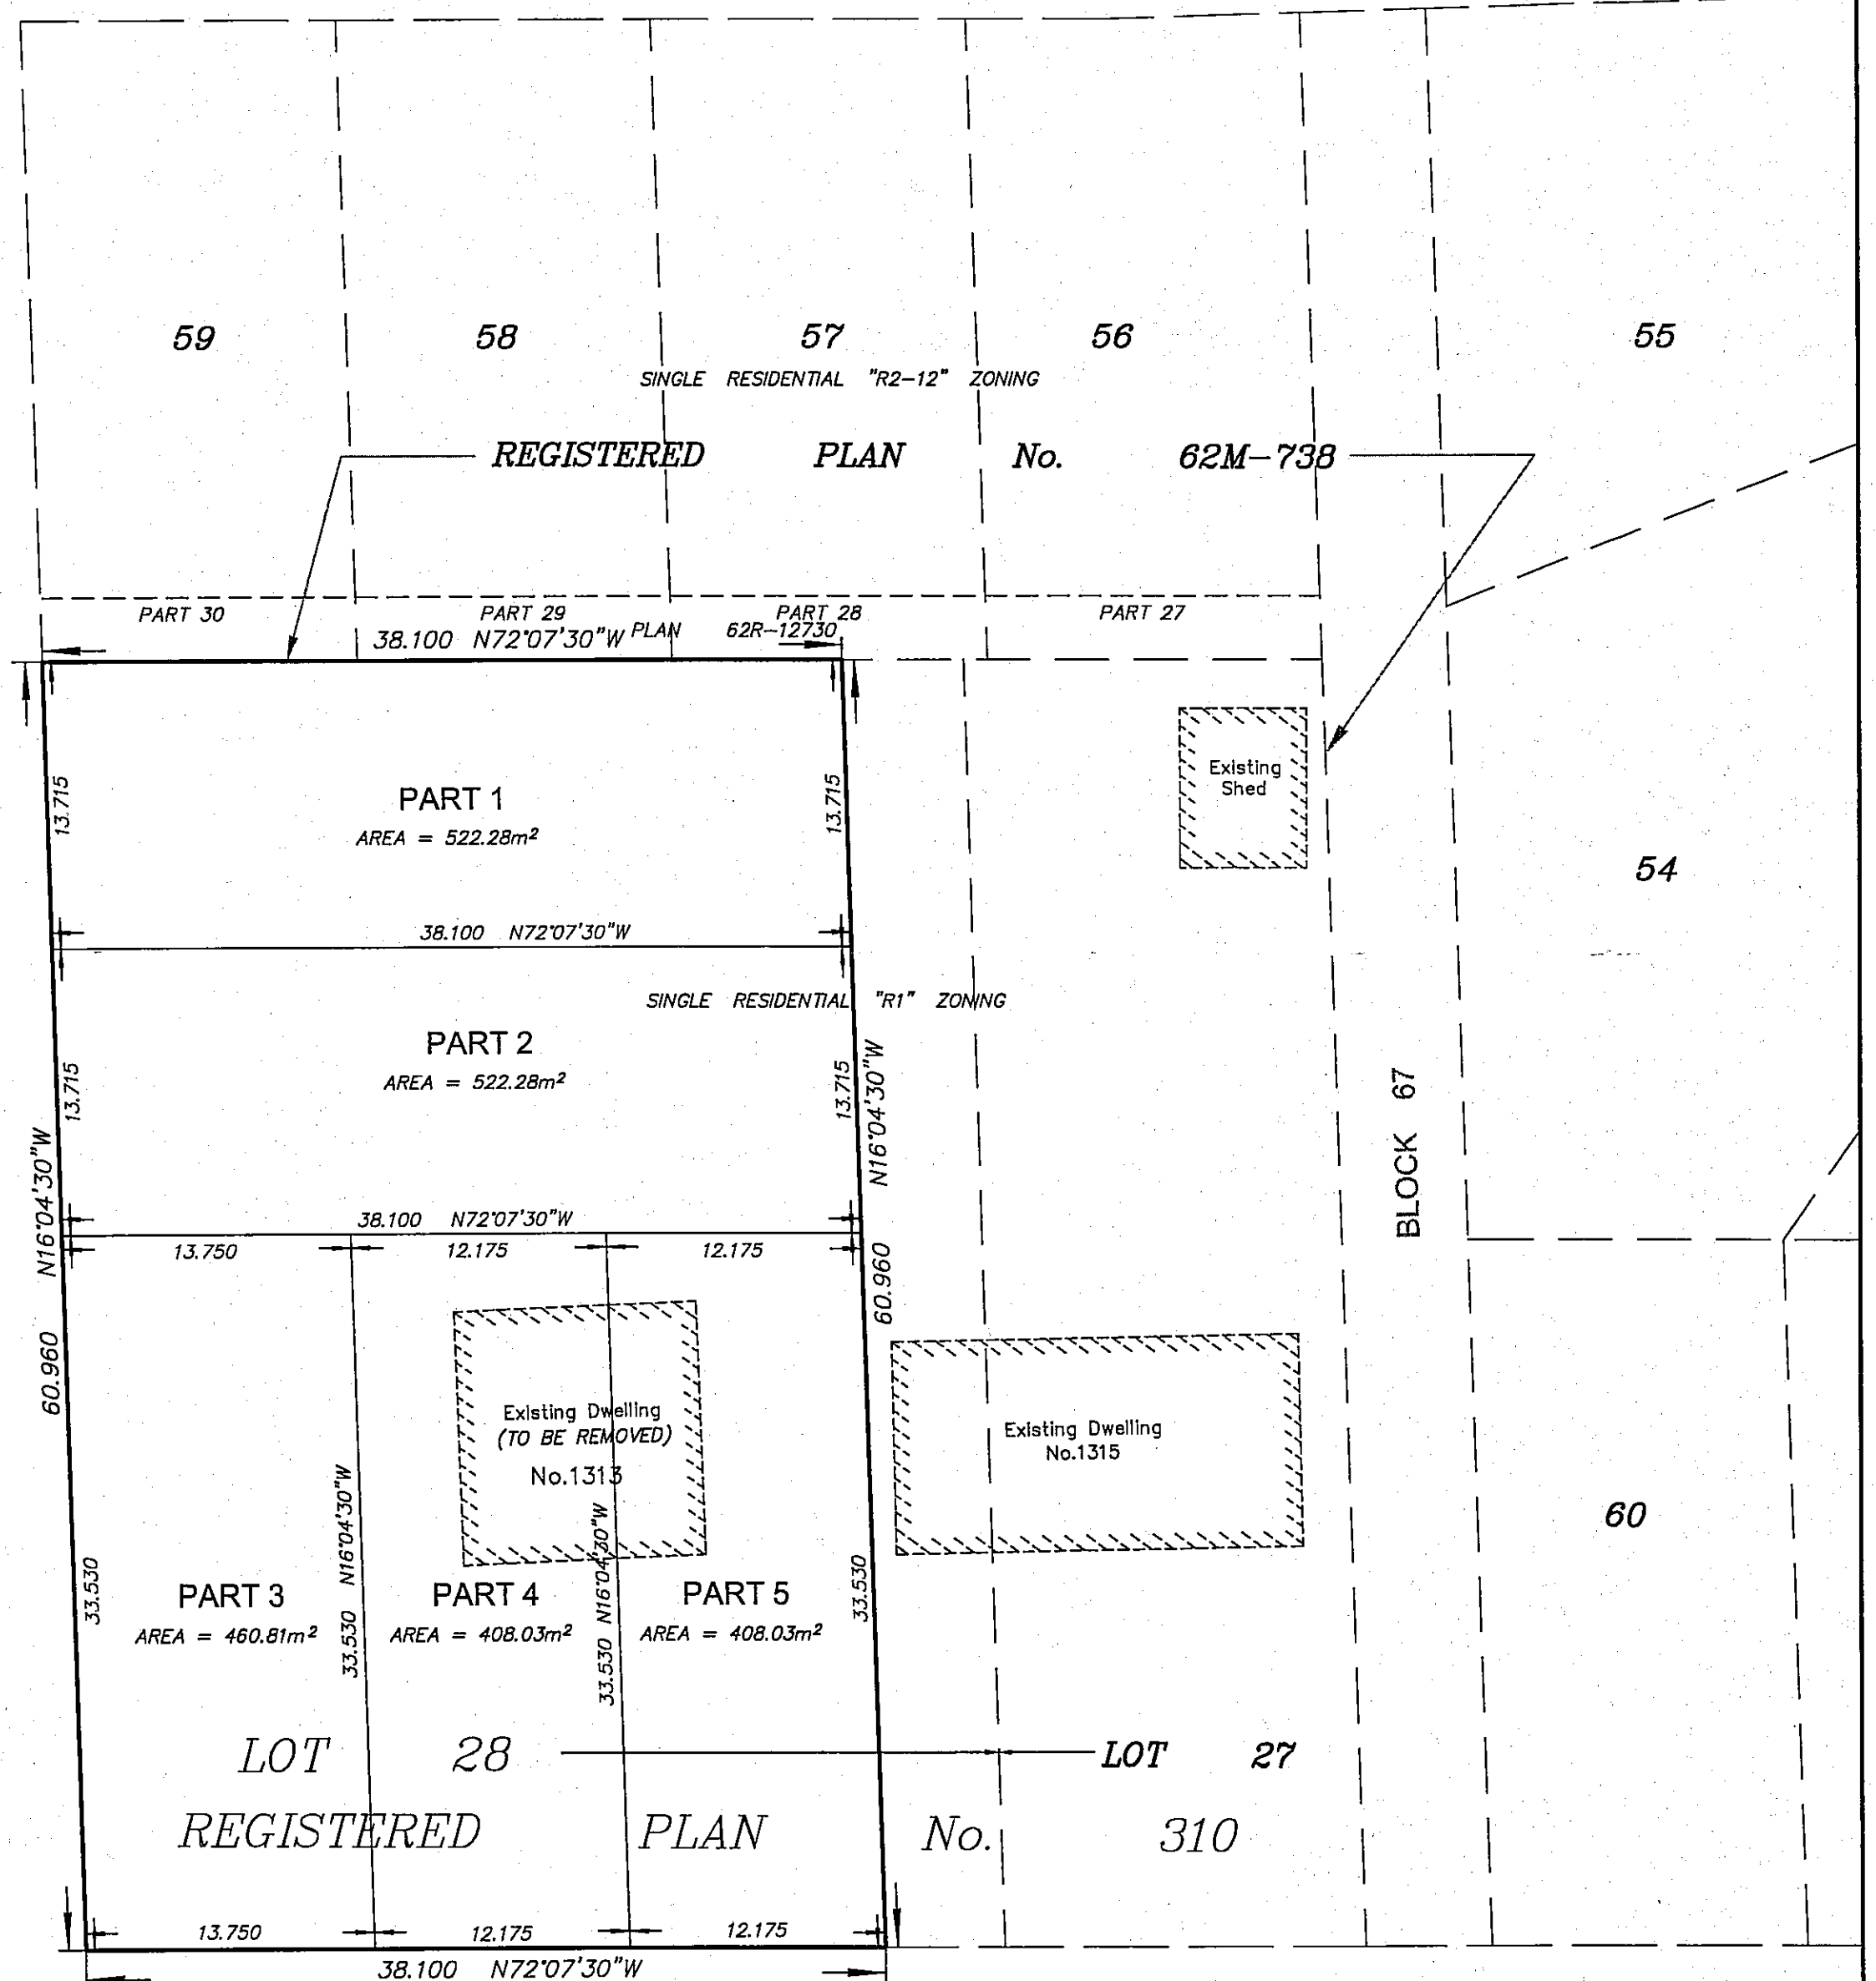 59 58 57 56 55
SINGLE RESIDENTIAL "R2-12" ZONING
REGISTERED PLAN No. 62M-738
PART 30 PART 29 PART 28 PART 27
38.100 N72°07'30"W PLAN 62R-12730
Existing
Shed
13.715
PART 1
AREA = 522.28m²
13.715
54
38.100 N72°07'30"W
SINGLE RESIDENTIAL "R1" ZONING
PART 2
AREA = 522.28m²
13.715
13.715
N16°04'30"W
60.960
60.960 N16°04'30"W
BLOCK 67
38.100 N72°07'30"W
13.750 12.175 12.175
Existing Dwelling
(TO BE REMOVED)
No.1313
Existing Dwelling
No.1315
60
33.530
33.530 N16°04'30"W
33.530 N16°04'30"W
33.530
PART 3
AREA = 460.81m²
PART 4
AREA = 408.03m²
PART 5
AREA = 408.03m²
LOT 28 LOT 27
REGISTERED PLAN No. 310
13.750 12.175 12.175
38.100 N72°07'30"W